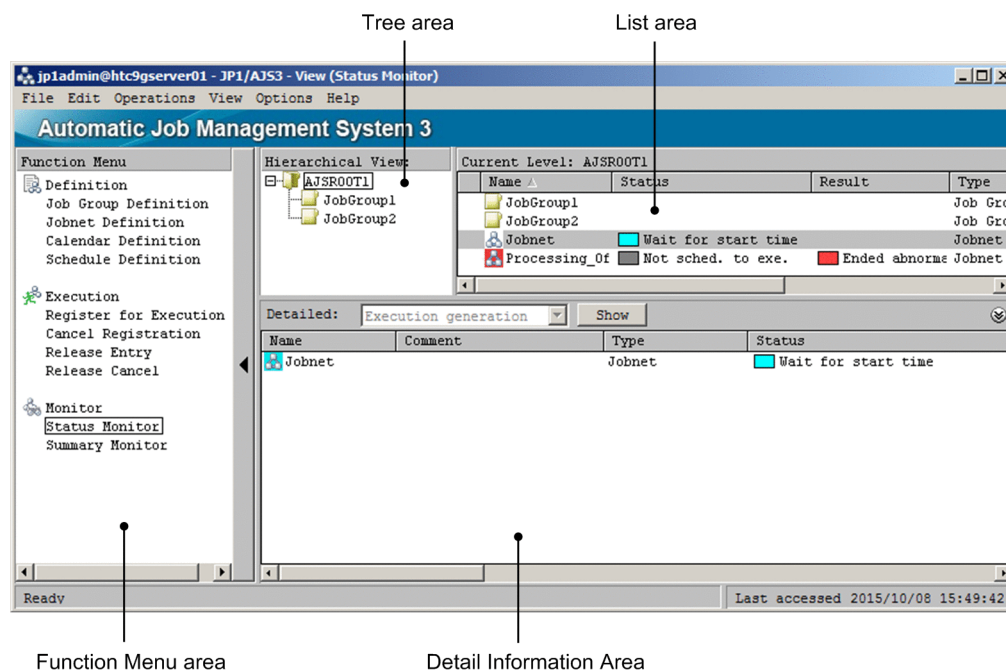 Tree area
List area
jp1admin@htc9gserver01 - JP1/AJS3 - View (Status Monitor)
File Edit Operations View Options Help
Automatic Job Management System 3
Function Menu
Definition
Job Group Definition
Jobnet Definition
Calendar Definition
Schedule Definition
Execution
Register for Execution
Cancel Registration
Release Entry
Release Cancel
Monitor
Status Monitor
Summary Monitor
Hierarchical View:
AJSROOT1
JobGroup1
JobGroup2
Current Level: AJSROOT1
Name Status Result Type
JobGroup1 Job Gro
JobGroup2 Job Gro
Jobnet Wait for start time Jobnet
Processing_Of Not sched. to exe. Ended abnorma Jobnet
Detailed: Execution generation Show
Name Comment Type Status
Jobnet Jobnet Wait for start time
Ready Last accessed 2015/10/08 15:49:42
Function Menu area
Detail Information Area